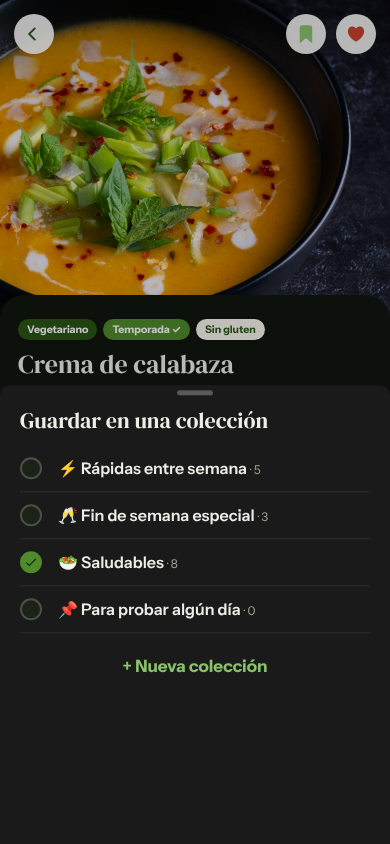 Vegetariano Temporada ✓ Sin gluten
Crema de calabaza
Guardar en una colección
⚡ Rápidas entre semana · 5
🥂 Fin de semana especial · 3
🥗 Saludables · 8
📌 Para probar algún día · 0
+ Nueva colección